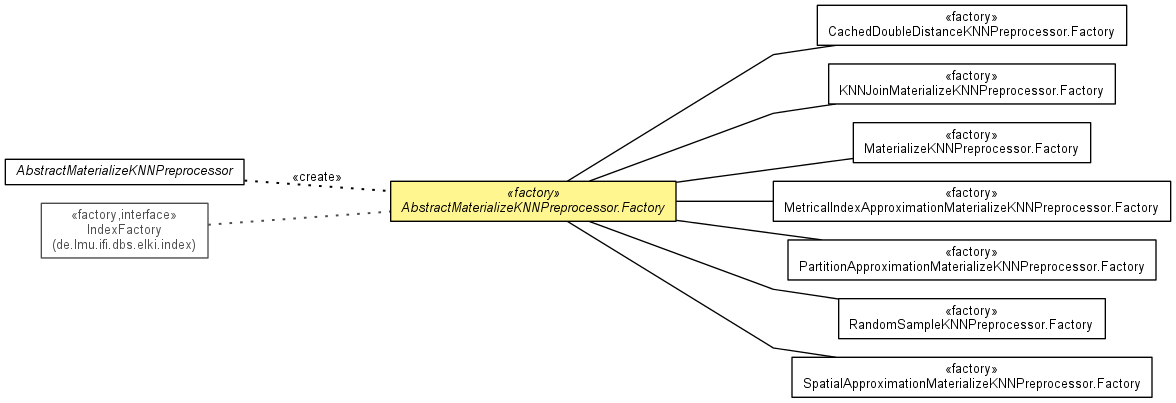 «factory»
CachedDoubleDistanceKNNPreprocessor.Factory
«factory»
KNNJoinMaterializeKNNPreprocessor.Factory
«factory»
MaterializeKNNPreprocessor.Factory
AbstractMaterializeKNNPreprocessor
«create»
«factory»
AbstractMaterializeKNNPreprocessor.Factory
«factory»
MetricalIndexApproximationMaterializeKNNPreprocessor.Factory
«factory,interface»
IndexFactory
(de.lmu.ifi.dbs.elki.index)
«factory»
PartitionApproximationMaterializeKNNPreprocessor.Factory
«factory»
RandomSampleKNNPreprocessor.Factory
«factory»
SpatialApproximationMaterializeKNNPreprocessor.Factory